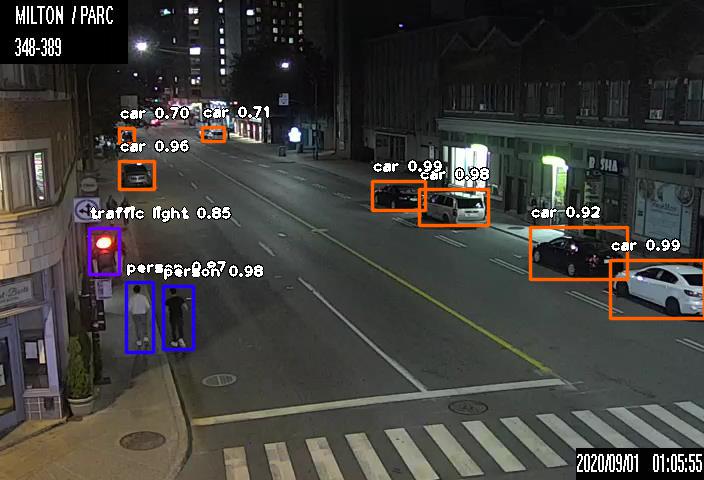 MILTON / PARC
348-389
car 0.70
car 0.71
car 0.96
car 0.99
car 0.98
traffic light 0.85
car 0.92
car 0.99
person 0.98
2020/09/01 01:05:55